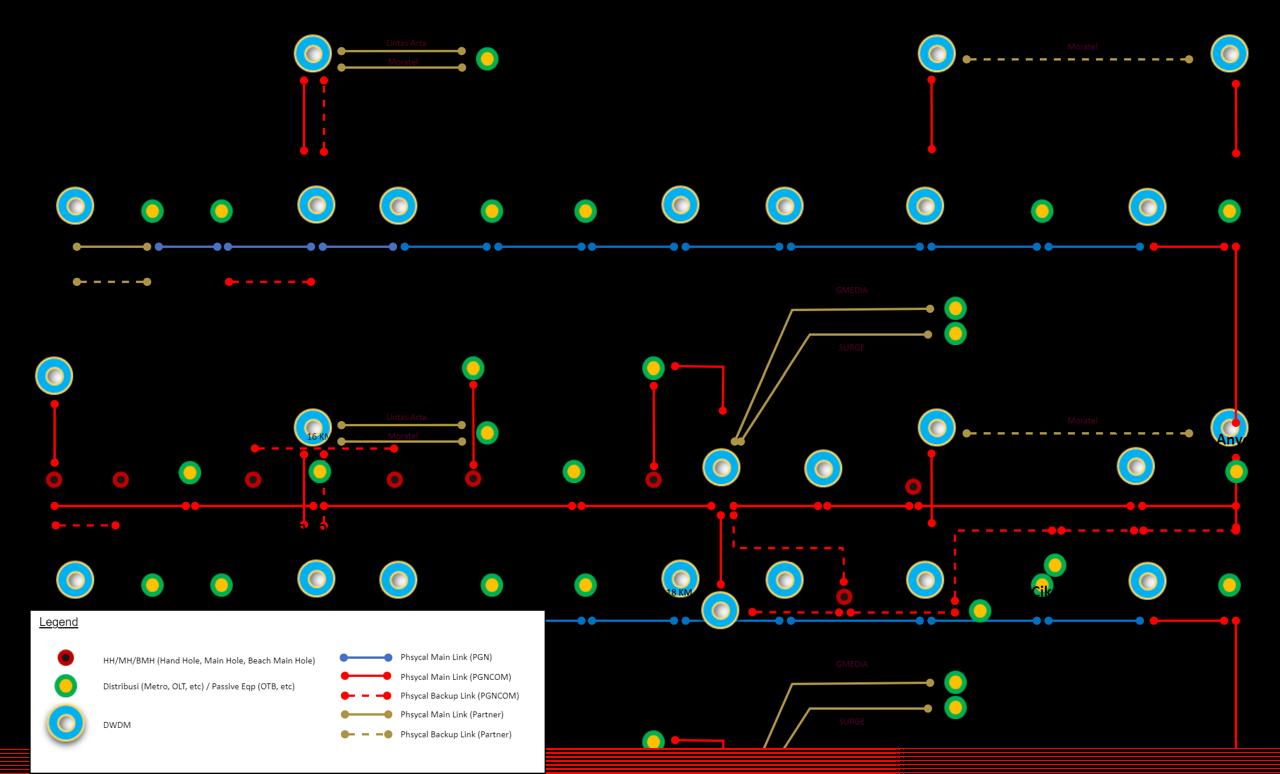 Lintas Arta
Moratel
Moratel
GMEDIA
SURGE
Lintas Arta
Moratel
Moratel
16 KM
Any
18 KM
Cik
GMEDIA
SURGE
Legend
HH/MH/BMH (Hand Hole, Main Hole, Beach Main Hole)
Distribusi (Metro, OLT, etc) / Passive Eqp (OTB, etc)
DWDM
Phsycal Main Link (PGN)
Phsycal Main Link (PGNCOM)
Phsycal Backup Link (PGNCOM)
Phsycal Main Link (Partner)
Phsycal Backup Link (Partner)